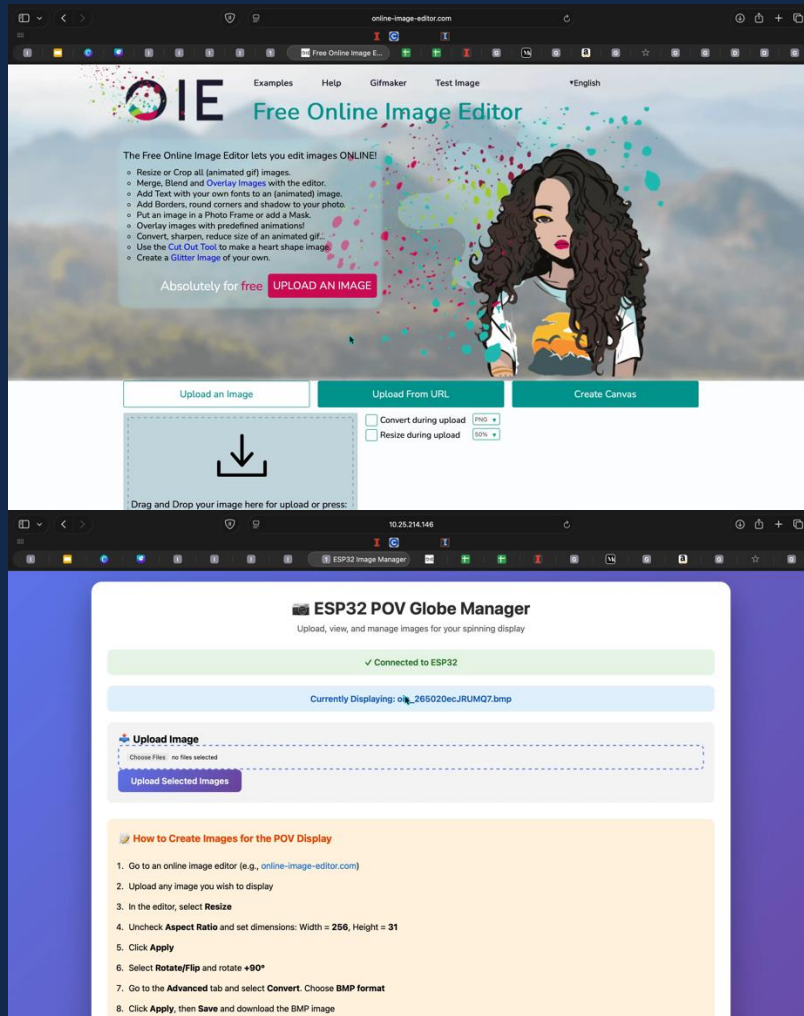 online-image-editor.com
Free Online Image E...
OIE
Examples Help Gifmaker Test Image ▾English
Free Online Image Editor
The Free Online Image Editor lets you edit images ONLINE!
Resize or Crop all (animated gif) images.
Merge, Blend and Overlay Images with the editor.
Add Text with your own fonts to an (animated) image.
Add Borders, round corners and shadow to your photo.
Put an image in a Photo Frame or add a Mask.
Overlay images with predefined animations!
Convert, sharpen, reduce size of an animated gif...
Use the Cut Out Tool to make a heart shape image.
Create a Glitter Image of your own.
Absolutely for free UPLOAD AN IMAGE
Upload an Image Upload From URL Create Canvas
Convert during upload PNG
Resize during upload 50%
Drag and Drop your image here for upload or press:
10.25.214.146
ESP32 Image Manager
ESP32 POV Globe Manager
Upload, view, and manage images for your spinning display
✓ Connected to ESP32
Currently Displaying: _265020ecJRUMQ7.bmp
Upload Image
Choose Files no files selected
Upload Selected Images
How to Create Images for the POV Display
1. Go to an online image editor (e.g., online-image-editor.com)
2. Upload any image you wish to display
3. In the editor, select Resize
4. Uncheck Aspect Ratio and set dimensions: Width = 256, Height = 31
5. Click Apply
6. Select Rotate/Flip and rotate +90°
7. Go to the Advanced tab and select Convert. Choose BMP format
8. Click Apply, then Save and download the BMP image